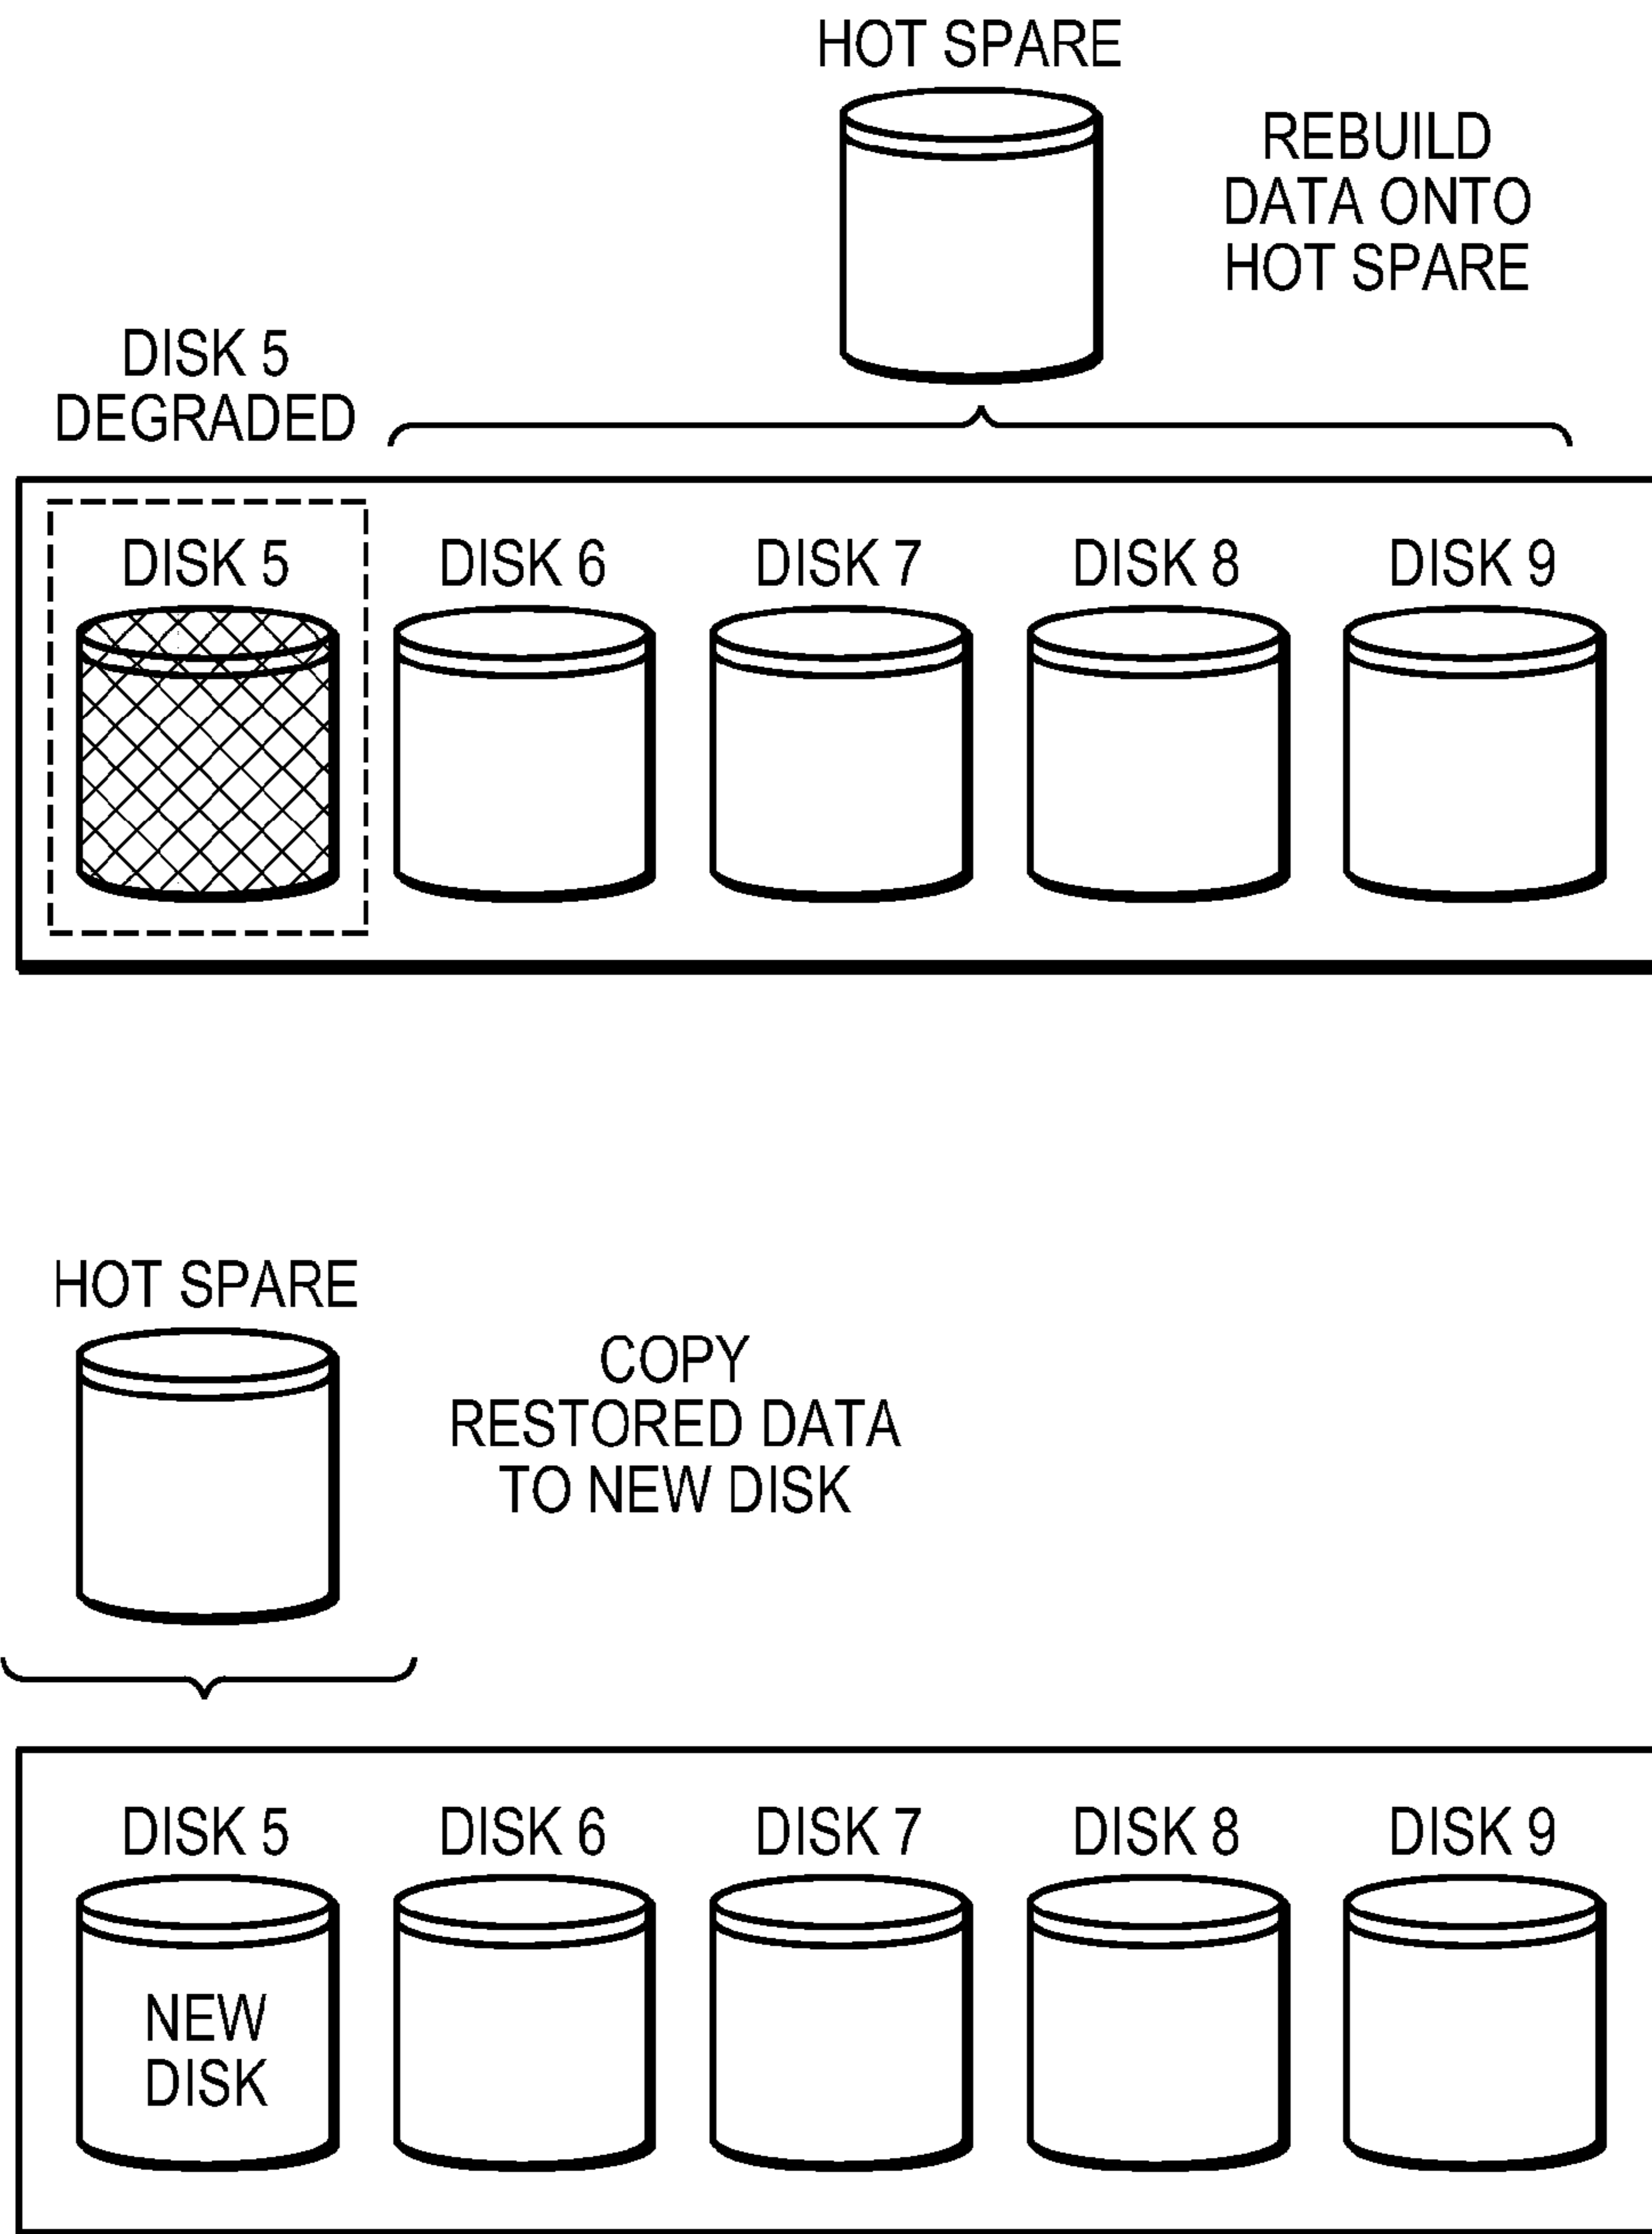 HOT SPARE
REBUILD
DATA ONTO
HOT SPARE
DISK 5
DEGRADED
DISK 5
DISK 6
DISK 7
DISK 8
DISK 9
HOT SPARE
COPY
RESTORED DATA
TO NEW DISK
DISK 5
DISK 6
DISK 7
DISK 8
DISK 9
NEW
DISK